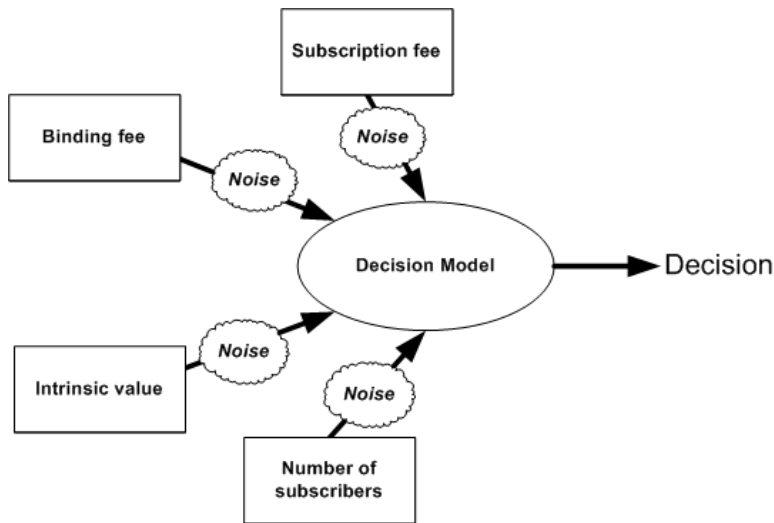 Subscription fee
Noise
Binding fee
Noise
Decision Model
Decision
Noise
Intrinsic value
Noise
Number of
subscribers